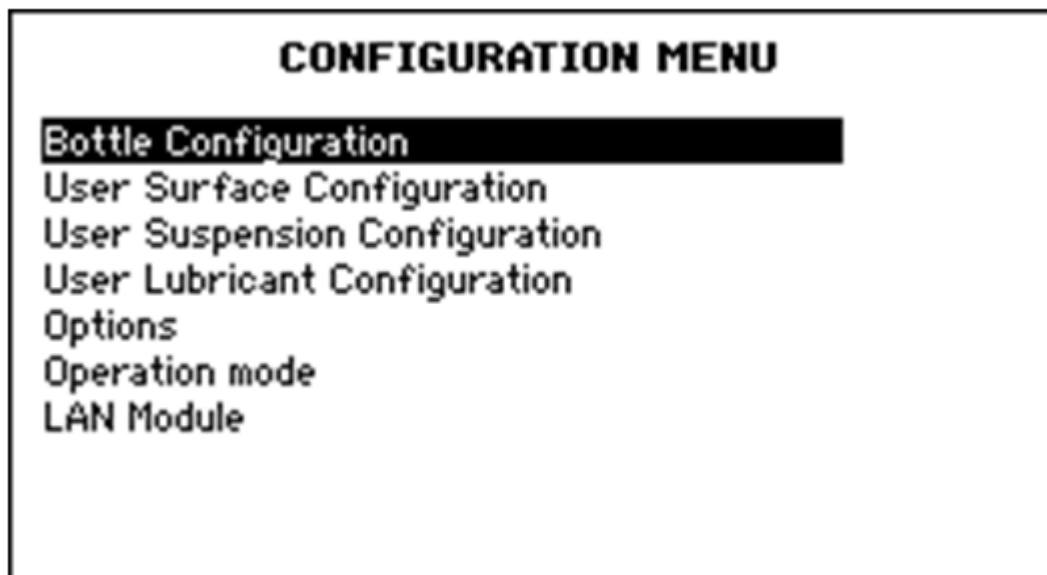 CONFIGURATION MENU
Bottle Configuration
User Surface Configuration
User Suspension Configuration
User Lubricant Configuration
Options
Operation mode
LAN Module